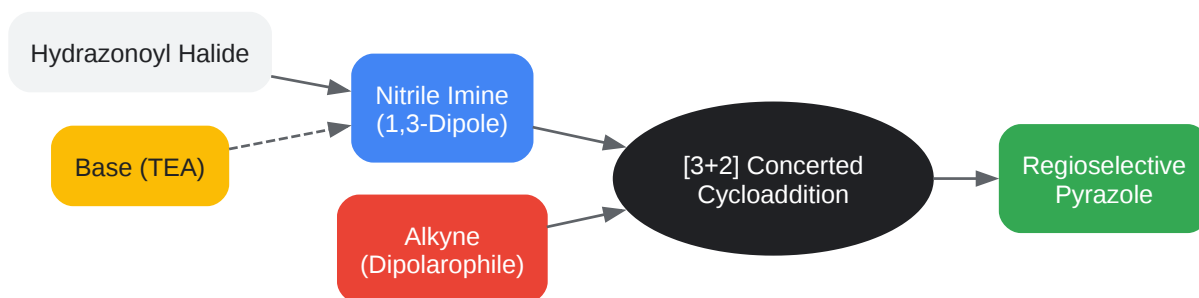 Hydrazonoyl Halide
Base (TEA)
Nitrile Imine
(1,3-Dipole)
Alkyne
(Dipolarophile)
[3+2] Concerted
Cycloaddition
Regioselective
Pyrazole